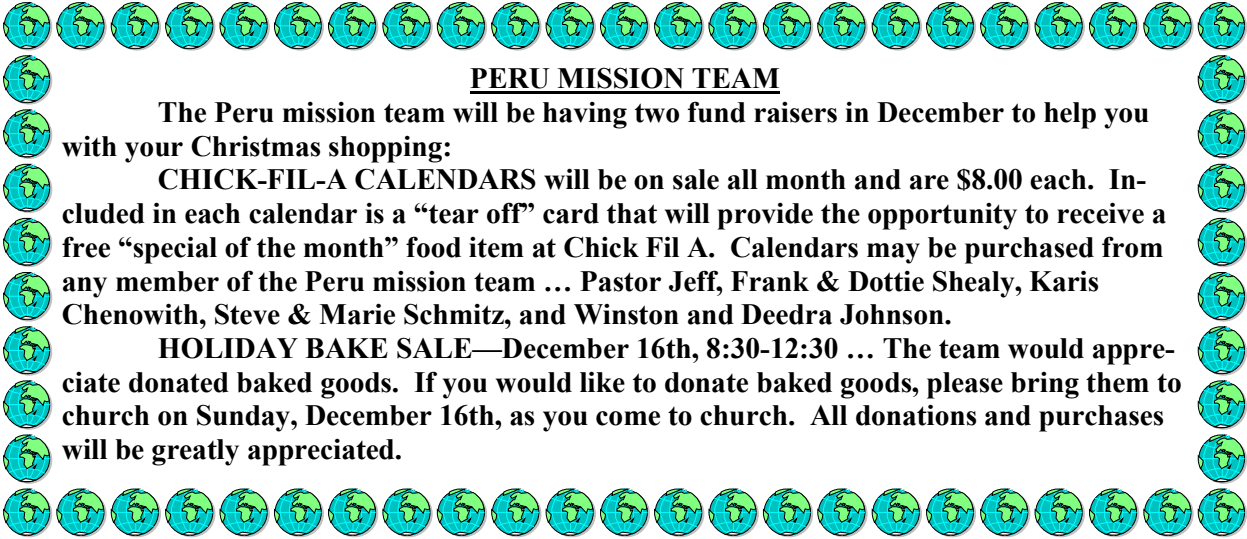 PERU MISSION TEAM
The Peru mission team will be having two fund raisers in December to help you
with your Christmas shopping:
CHICK-FIL-A CALENDARS will be on sale all month and are $8.00 each.  In-
cluded in each calendar is a “tear off” card that will provide the opportunity to receive a
free “special of the month” food item at Chick Fil A.  Calendars may be purchased from
any member of the Peru mission team … Pastor Jeff, Frank & Dottie Shealy, Karis
Chenowith, Steve & Marie Schmitz, and Winston and Deedra Johnson.
HOLIDAY BAKE SALE—December 16th, 8:30-12:30 … The team would appre-
ciate donated baked goods.  If you would like to donate baked goods, please bring them to
church on Sunday, December 16th, as you come to church.  All donations and purchases
will be greatly appreciated.